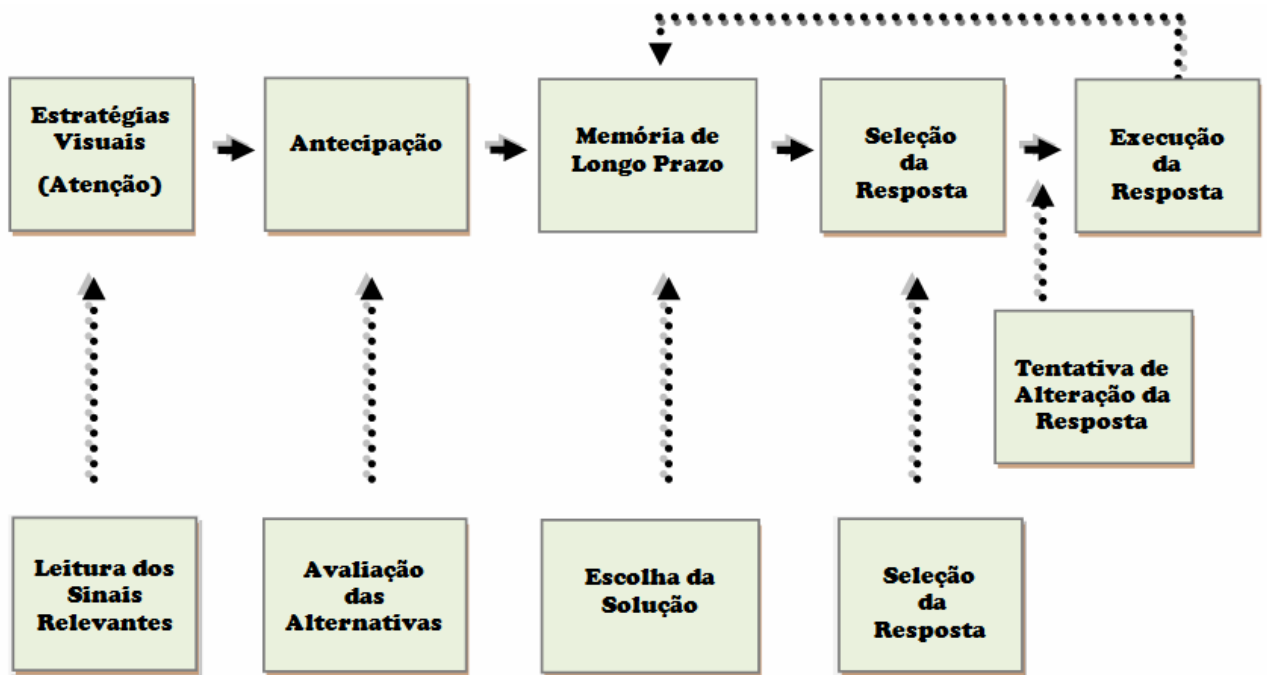 Estratégias
Visuais
(Atenção)
Antecipação
Memória de
Longo Prazo
Seleção
da
Resposta
Execução
da
Resposta
Tentativa de
Alteração da
Resposta
Leitura dos
Sinais
Relevantes
Avaliação
das
Alternativas
Escolha da
Solução
Seleção
da
Resposta